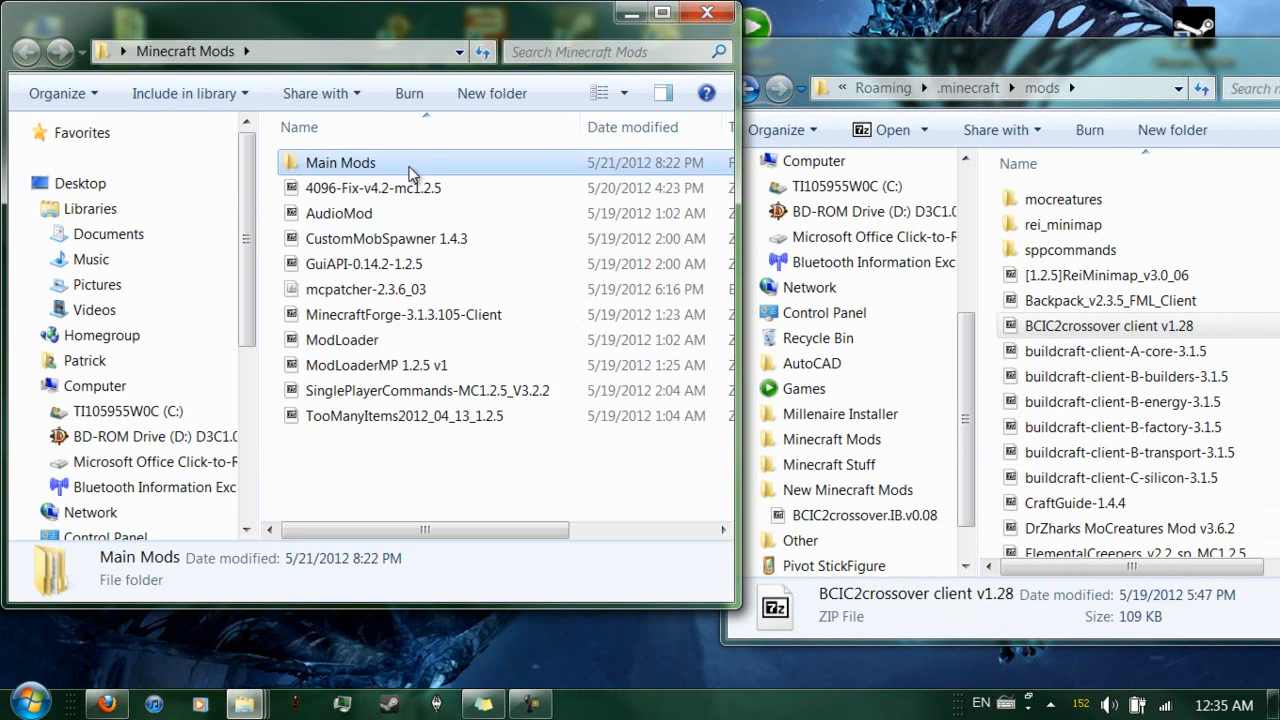 Minecraft Mods
Search Minecraft Mods
Organize
Include in library
Share with
Burn
New folder
Name
Date modified
Favorites
Desktop
Libraries
Documents
Music
Pictures
Videos
Homegroup
Patrick
Computer
TI105955W0C (C:)
BD-ROM Drive (D:) D3C1.0
Microsoft Office Click-to-R
Bluetooth Information Exc
Network
Control Panel
Main Mods 5/21/2012 8:22 PM
4096-Fix-v4.2-mc1.2.5 5/20/2012 4:23 PM
AudioMod 5/19/2012 1:02 AM
CustomMobSpawner 1.4.3 5/19/2012 2:00 AM
GuiAPI-0.14.2-1.2.5 5/19/2012 2:00 AM
mcpatcher-2.3.6_03 5/19/2012 6:16 PM
MinecraftForge-3.1.3.105-Client 5/19/2012 1:23 AM
ModLoader 5/19/2012 1:02 AM
ModLoaderMP 1.2.5 v1 5/19/2012 1:25 AM
SinglePlayerCommands-MC1.2.5_V3.2.2 5/19/2012 2:04 AM
TooManyItems2012_04_13_1.2.5 5/19/2012 1:04 AM
Main Mods Date modified: 5/21/2012 8:22 PM
File folder
« Roaming .minecraft mods
Search n
Organize
7z Open
Share with
Burn
New folder
Name
Computer
TI105955W0C (C:)
BD-ROM Drive (D:) D3C1.0
Microsoft Office Click-to-R
Bluetooth Information Exc
Network
Control Panel
Recycle Bin
AutoCAD
Games
Millenaire Installer
Minecraft Mods
Minecraft Stuff
New Minecraft Mods
BCIC2crossover.IB.v0.08
Other
Pivot StickFigure
mocreatures
rei_minimap
sppcommands
[1.2.5]ReiMinimap_v3.0_06
Backpack_v2.3.5_FML_Client
BCIC2crossover client v1.28
buildcraft-client-A-core-3.1.5
buildcraft-client-B-builders-3.1.5
buildcraft-client-B-energy-3.1.5
buildcraft-client-B-factory-3.1.5
buildcraft-client-B-transport-3.1.5
buildcraft-client-C-silicon-3.1.5
CraftGuide-1.4.4
DrZharks MoCreatures Mod v3.6.2
ElementalCreepers_v2.2_sp_MC1.2.5
7z
BCIC2crossover client v1.28 Date modified: 5/19/2012 5:47 PM
ZIP File Size: 109 KB
EN
152
12:35 AM